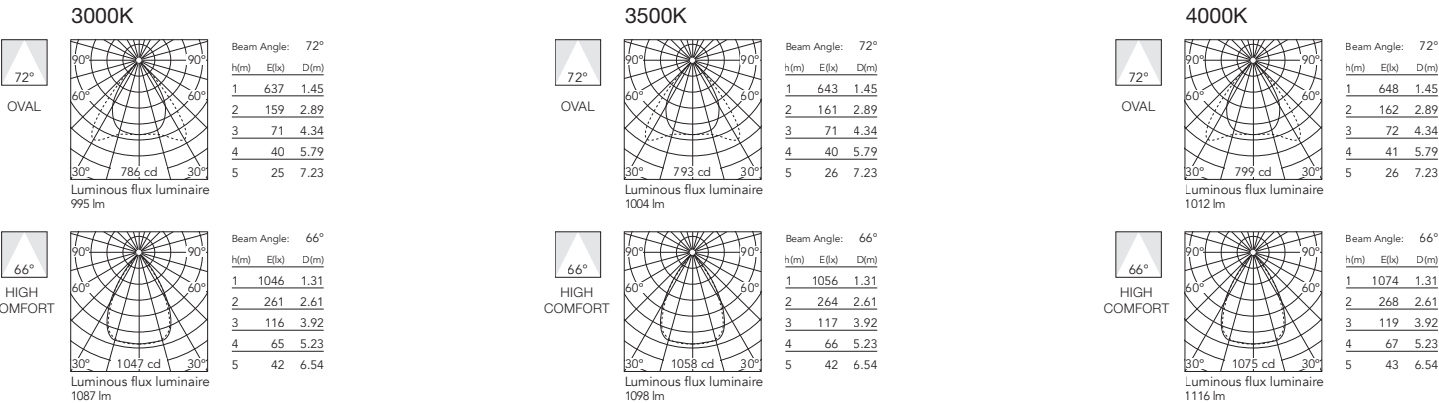 3000K
72°
OVAL
90° 90°
60° 60°
30° 786 cd 30°
Luminous flux luminaire
995 lm
Beam Angle: 72°
h(m) E(lx) D(m)
1 637 1.45
2 159 2.89
3 71 4.34
4 40 5.79
5 25 7.23
66°
HIGH
OMFORT
90° 90°
60° 60°
30° 1047 cd 30°
Luminous flux luminaire
1087 lm
Beam Angle: 66°
h(m) E(lx) D(m)
1 1046 1.31
2 261 2.61
3 116 3.92
4 65 5.23
5 42 6.54
3500K
72°
OVAL
90° 90°
60° 60°
30° 793 cd 30°
Luminous flux luminaire
1004 lm
Beam Angle: 72°
h(m) E(lx) D(m)
1 643 1.45
2 161 2.89
3 71 4.34
4 40 5.79
5 26 7.23
66°
HIGH
COMFORT
90° 90°
60° 60°
30° 1058 cd 30°
Luminous flux luminaire
1098 lm
Beam Angle: 66°
h(m) E(lx) D(m)
1 1056 1.31
2 264 2.61
3 117 3.92
4 66 5.23
5 42 6.54
4000K
72°
OVAL
90° 90°
60° 60°
30° 799 cd 30°
Luminous flux luminaire
1012 lm
Beam Angle: 72°
h(m) E(lx) D(m)
1 648 1.45
2 162 2.89
3 72 4.34
4 41 5.79
5 26 7.23
66°
HIGH
COMFORT
90° 90°
60° 60°
30° 1075 cd 30°
Luminous flux luminaire
1116 lm
Beam Angle: 66°
h(m) E(lx) D(m)
1 1074 1.31
2 268 2.61
3 119 3.92
4 67 5.23
5 43 6.54